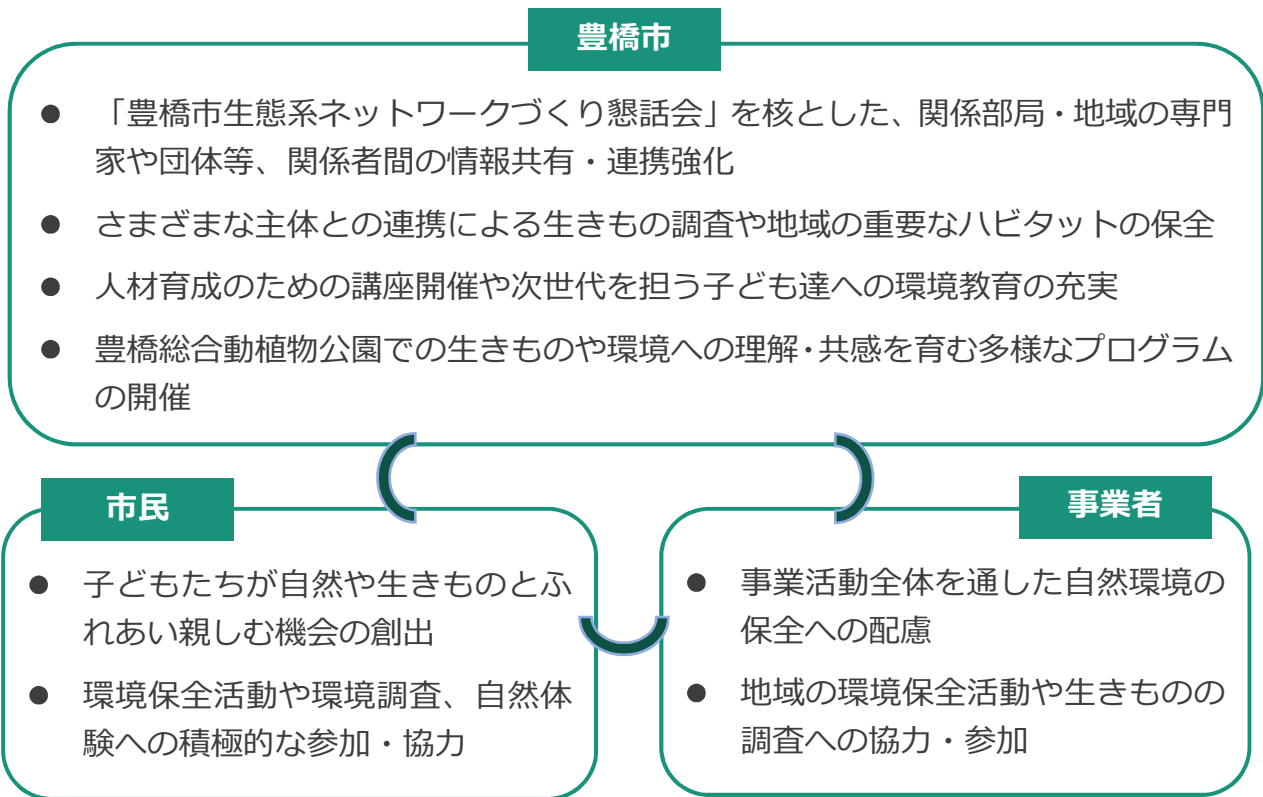 豊橋市
● 「豊橋市生態系ネットワークづくり懇話会」を核とした、関係部局・地域の専門
家や団体等、関係者間の情報共有・連携強化
● さまざまな主体との連携による生きもの調査や地域の重要なハビタットの保全
● 人材育成のための講座開催や次世代を担う子ども達への環境教育の充実
● 豊橋総合動植物公園での生きものや環境への理解・共感を育む多様なプログラム
の開催
市民
● 子どもたちが自然や生きものとふ
れあい親しむ機会の創出
● 環境保全活動や環境調査、自然体
験への積極的な参加・協力
事業者
● 事業活動全体を通した自然環境の
保全への配慮
● 地域の環境保全活動や生きものの
調査への協力・参加